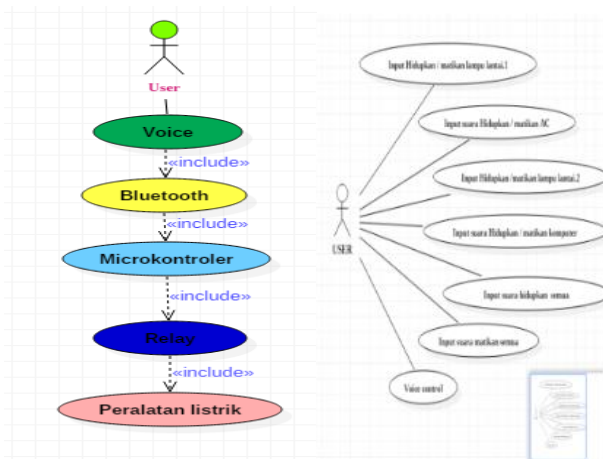 User
Voice
«include»
Bluetooth
«include»
Microkontroler
«include»
Relay
«include»
Peralatan listrik
Input Hidupkan / matikan lampu lantai.1
Input suara Hidupkan / matikan AC
Input Hidupkan /matikan lampu lantai.2
USER
Input suara Hidupkan / matikan komputer
Input suara hidupkan semua
Input suara matikan semua
Voice control